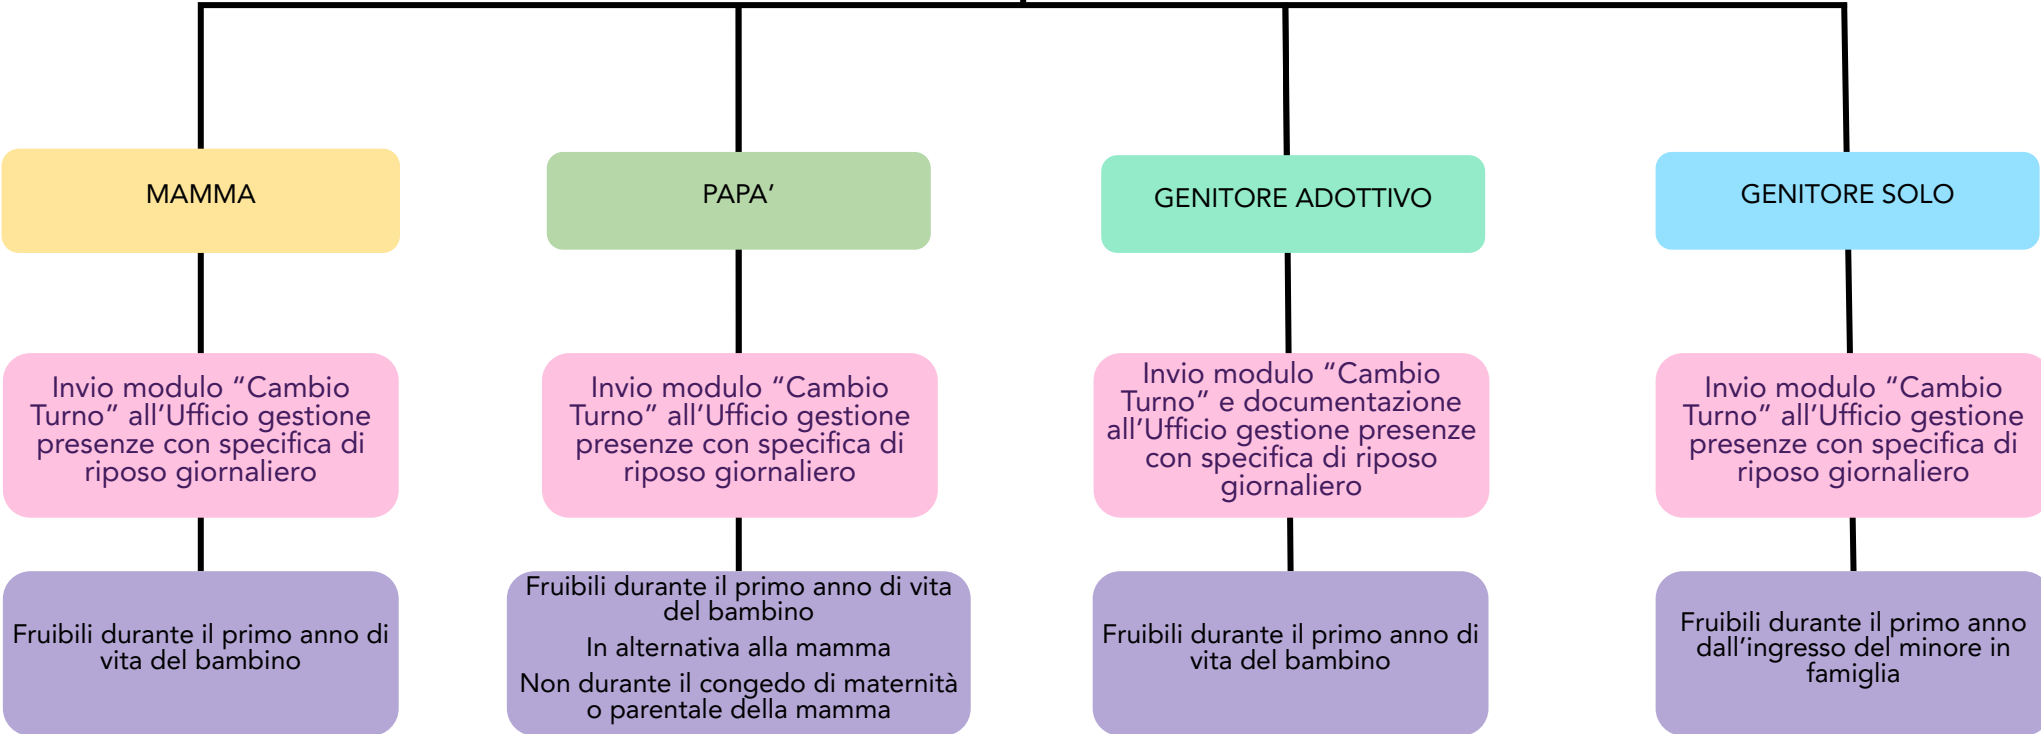 MAMMA
PAPA’
GENITORE ADOTTIVO
GENITORE SOLO
Invio modulo “Cambio
Turno” all’Ufficio gestione
presenze con specifica di
riposo giornaliero
Invio modulo “Cambio
Turno” all’Ufficio gestione
presenze con specifica di
riposo giornaliero
Invio modulo “Cambio
Turno” e documentazione
all’Ufficio gestione presenze
con specifica di riposo
giornaliero
Invio modulo “Cambio
Turno” all’Ufficio gestione
presenze con specifica di
riposo giornaliero
Fruibili durante il primo anno di
vita del bambino
Fruibili durante il primo anno di vita
del bambino
In alternativa alla mamma
Non durante il congedo di maternità
o parentale della mamma
Fruibili durante il primo anno di
vita del bambino
Fruibili durante il primo anno
dall’ingresso del minore in
famiglia